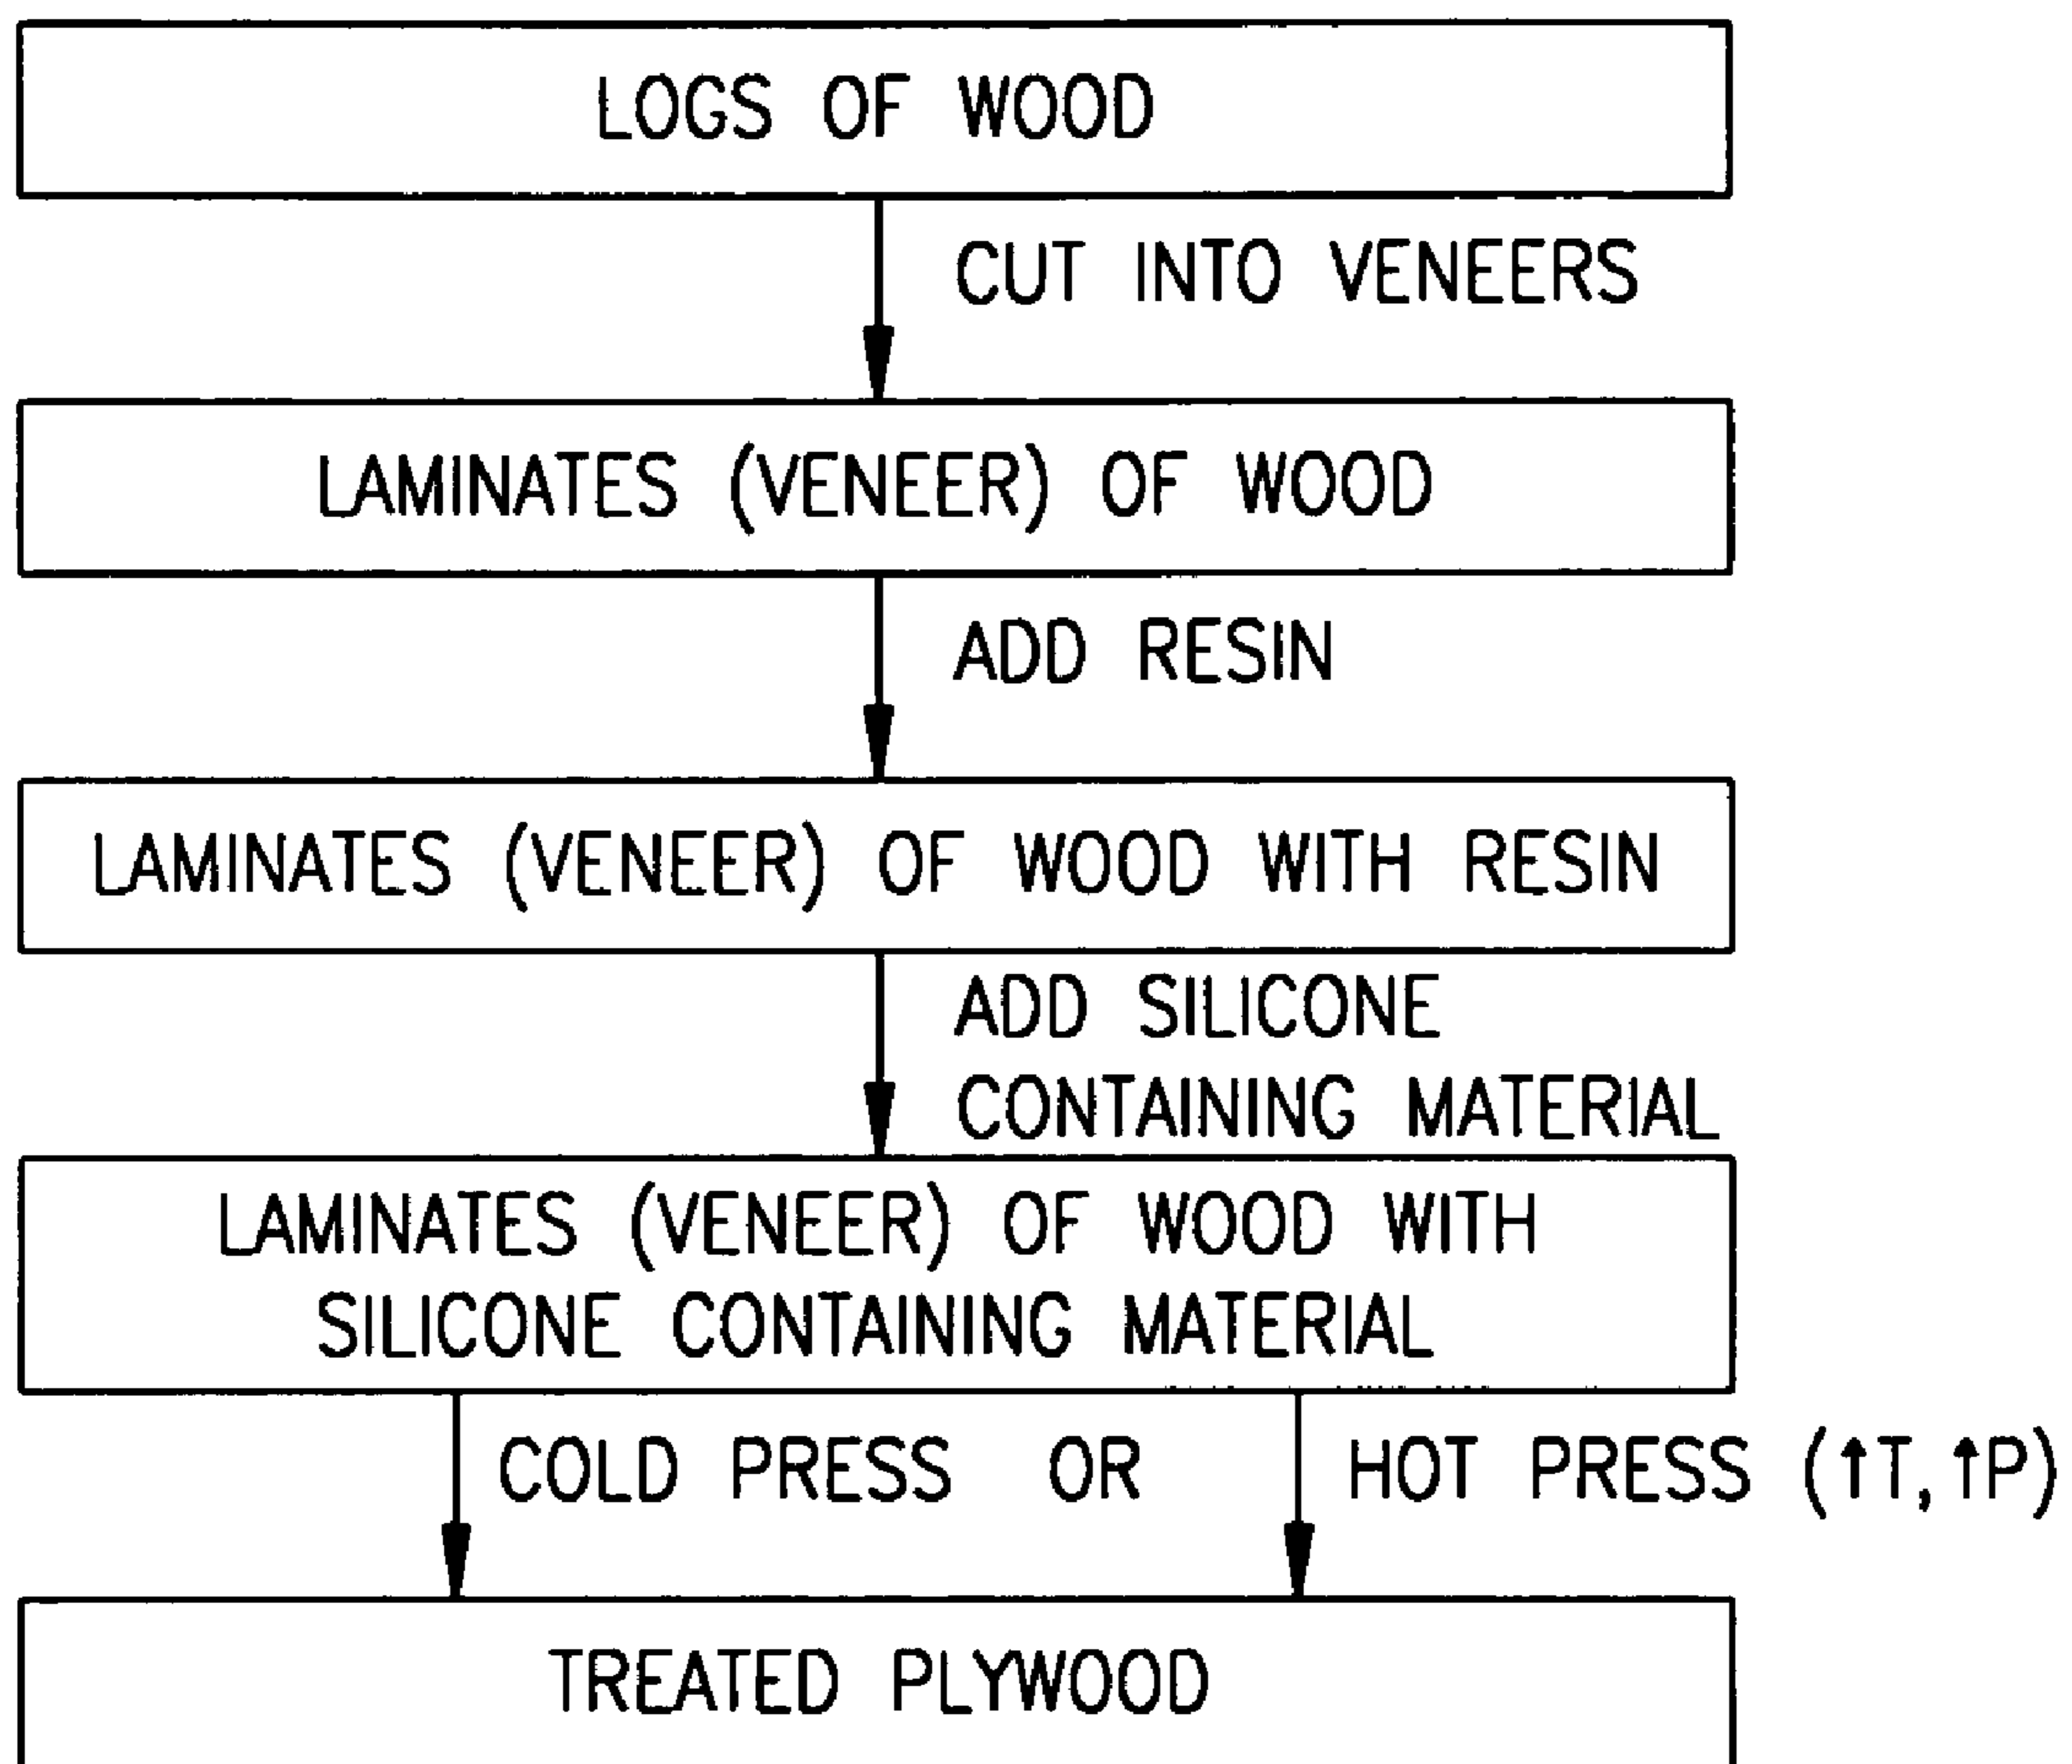 LOGS OF WOOD
CUT INTO VENEERS
LAMINATES (VENEER) OF WOOD
ADD RESIN
LAMINATES (VENEER) OF WOOD WITH RESIN
ADD SILICONE
CONTAINING MATERIAL
LAMINATES (VENEER) OF WOOD WITH
SILICONE CONTAINING MATERIAL
COLD PRESS OR HOT PRESS (↑T, ↑P)
TREATED PLYWOOD